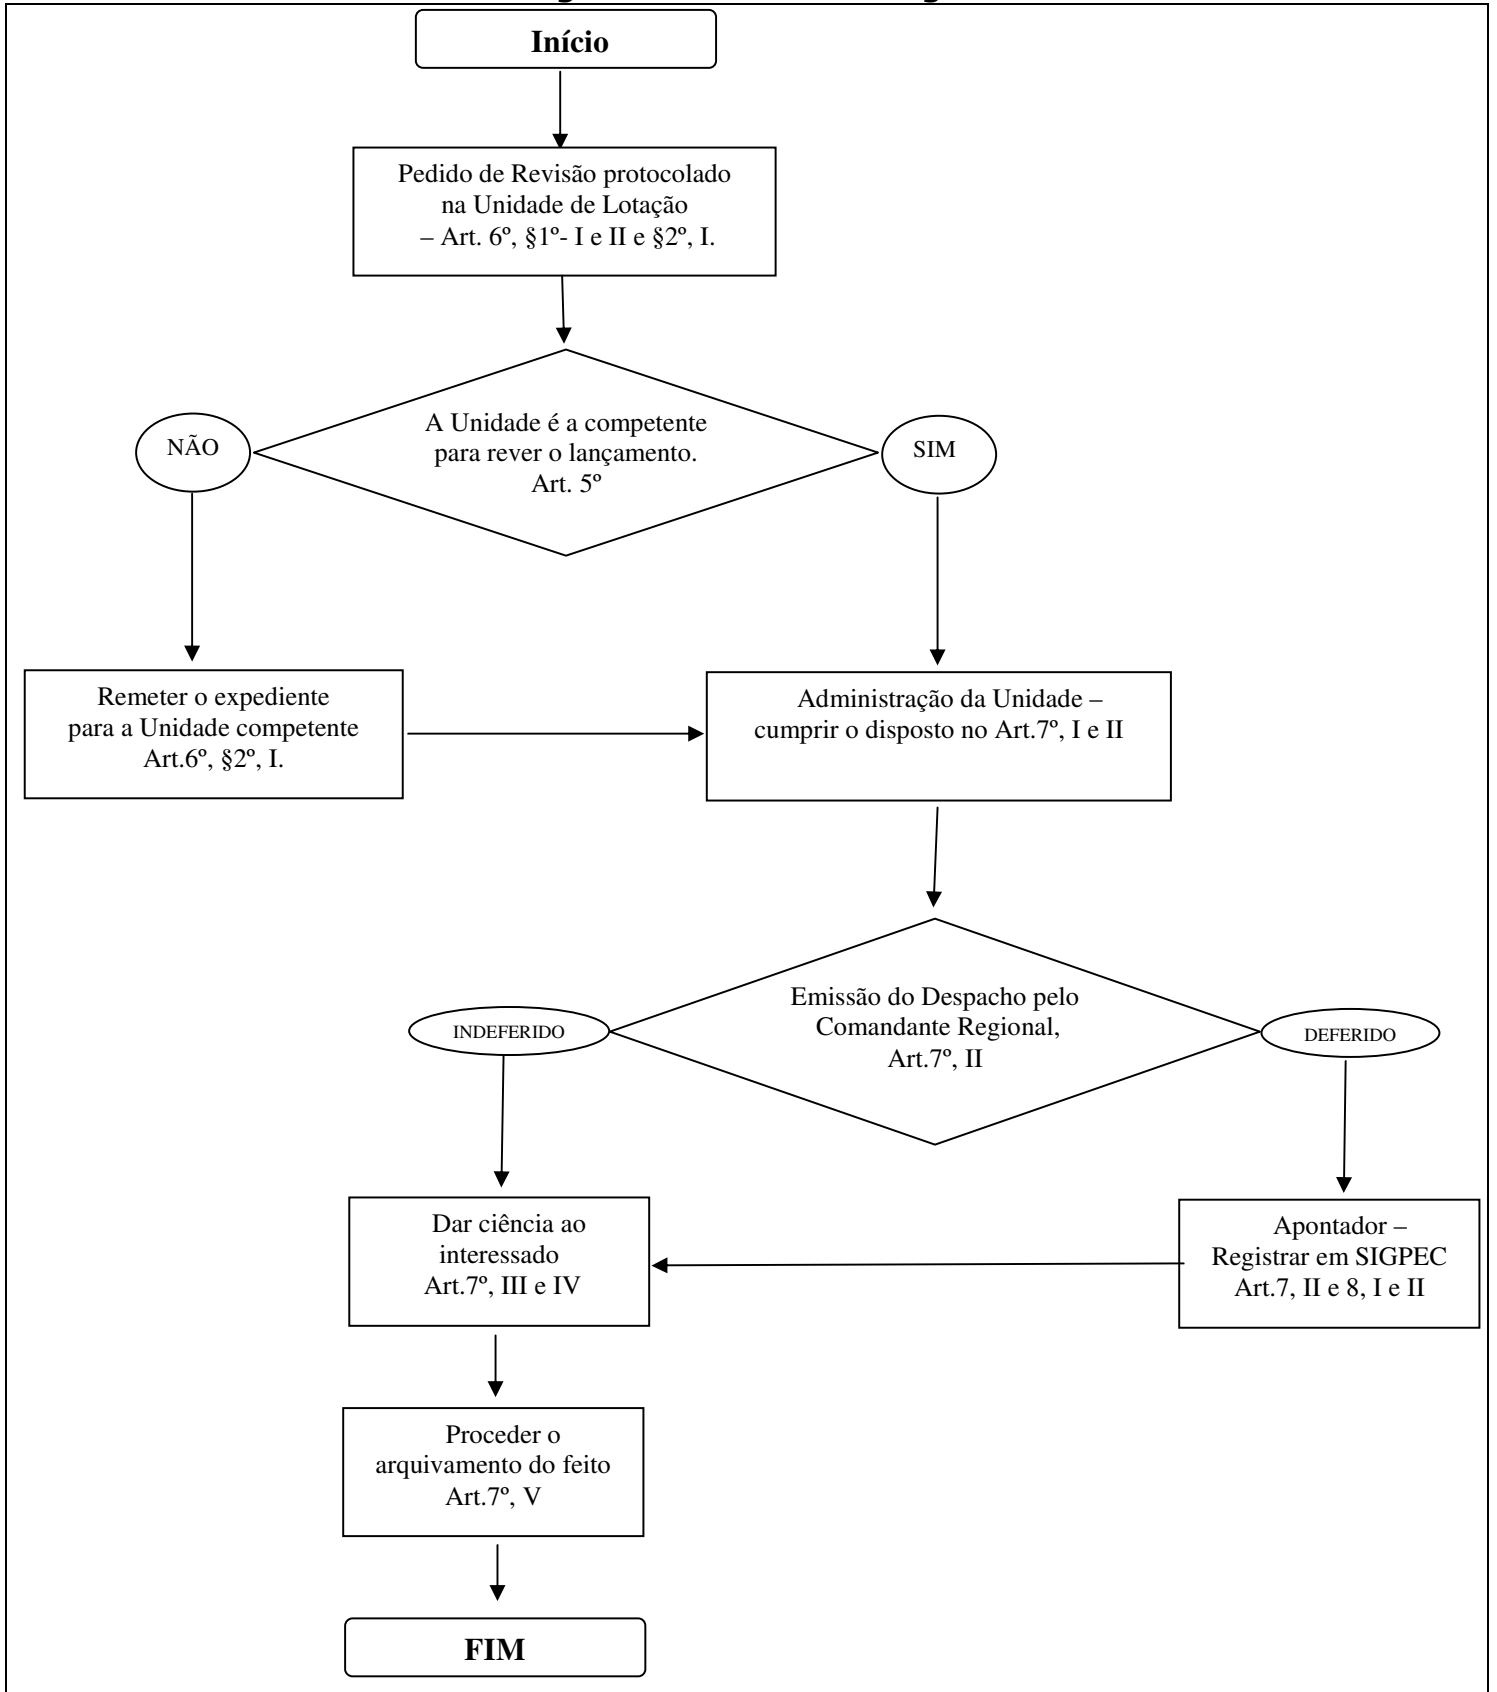 Início
Pedido de Revisão protocolado
na Unidade de Lotação
– Art. 6º, §1º- I e II e §2º, I.
A Unidade é a competente
para rever o lançamento.
Art. 5º
NÃO
SIM
Remeter o expediente
para a Unidade competente
Art.6º, §2º, I.
Administração da Unidade –
cumprir o disposto no Art.7º, I e II
Emissão do Despacho pelo
Comandante Regional,
Art.7º, II
INDEFERIDO
DEFERIDO
Dar ciência ao
interessado
Art.7º, III e IV
Apontador –
Registrar em SIGPEC
Art.7, II e 8, I e II
Proceder o
arquivamento do feito
Art.7º, V
FIM